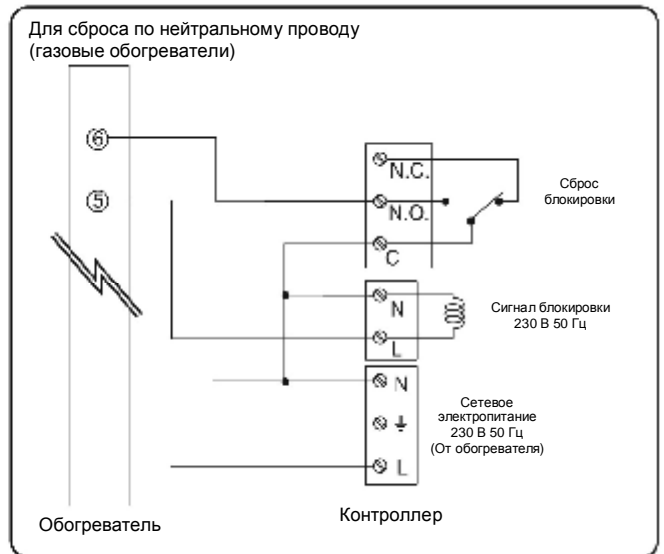 Для сброса по нейтральному проводу
(газовые обогреватели)
⑥
N.C.
Сброс
блокировки
⑤
N.O.
C
N
Сигнал блокировки
230 В 50 Гц
L
N
Сетевое
электропитание
230 В 50 Гц
(От обогревателя)
L
Обогреватель
Контроллер